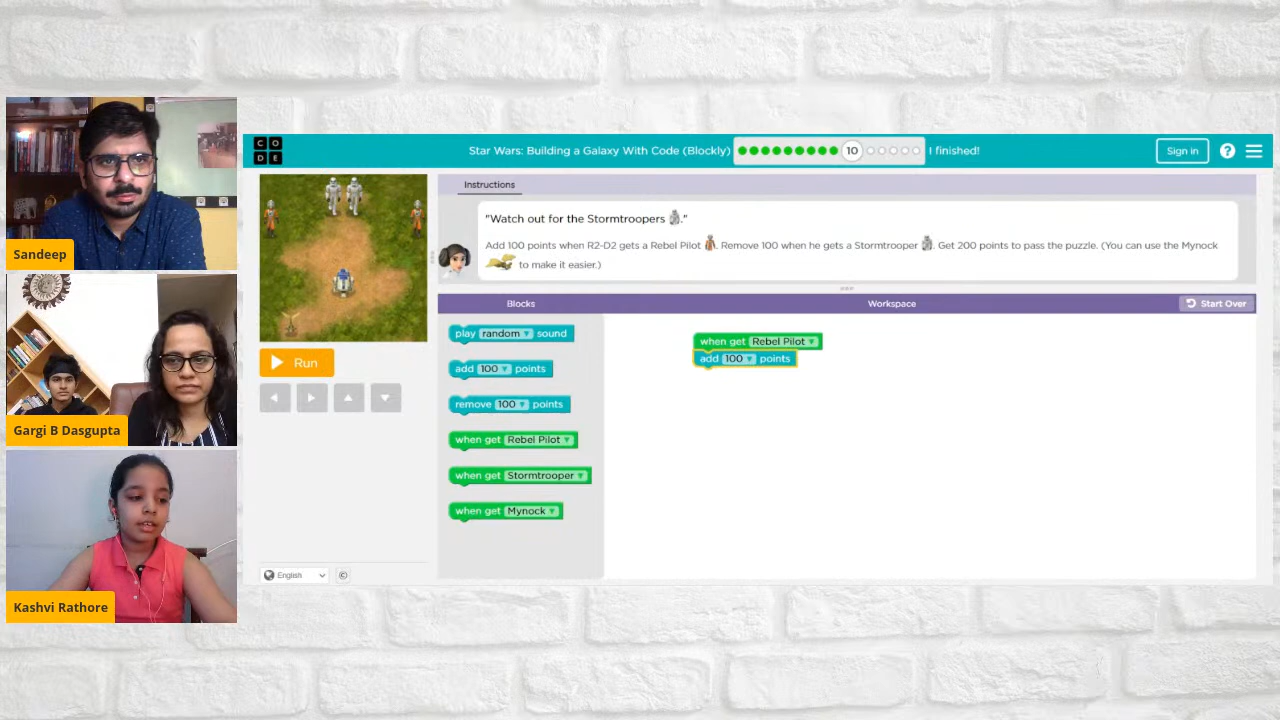 Sandeep
Gargi B Dasgupta
Kashvi Rathore
C O
D E
Star Wars: Building a Galaxy With Code (Blockly)
10
I finished!
Sign in
?
Run
English
©
Instructions
"Watch out for the Stormtroopers ."
Add 100 points when R2-D2 gets a Rebel Pilot . Remove 100 when he gets a Stormtrooper . Get 200 points to pass the puzzle. (You can use the Mynock
to make it easier.)
Blocks
Workspace
Start Over
play random sound
add 100 points
remove 100 points
when get Rebel Pilot
when get Stormtrooper
when get Mynock
when get Rebel Pilot
add 100 points